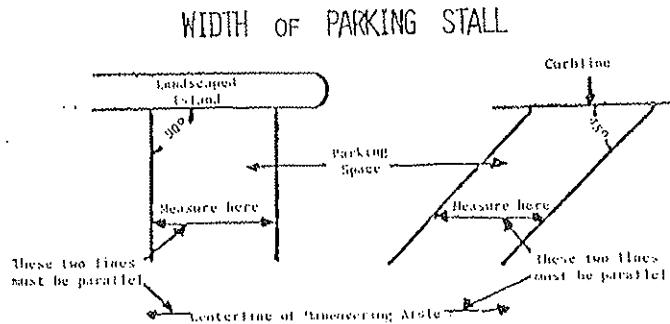 WIDTH OF PARKING STALL
Landscaped
Island
Curbline
90°
45°
Parking
Space
Measure here
Measure here
These two lines
must be parallel
These two lines
must be parallel
Centerline of Maneuvering Aisle